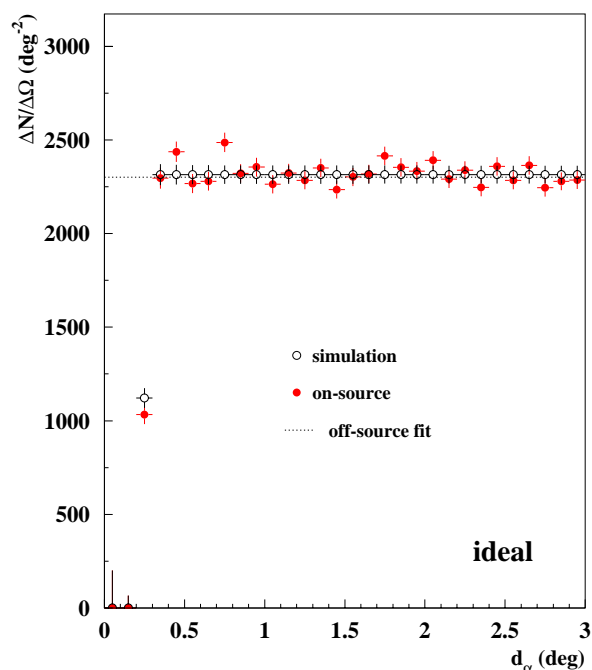 ΔN/ΔΩ (deg⁻²)
3000
2500
2000
1500
1000
500
0
simulation
on-source
off-source fit
ideal
0 0.5 1 1.5 2 2.5 3
d_α (deg)